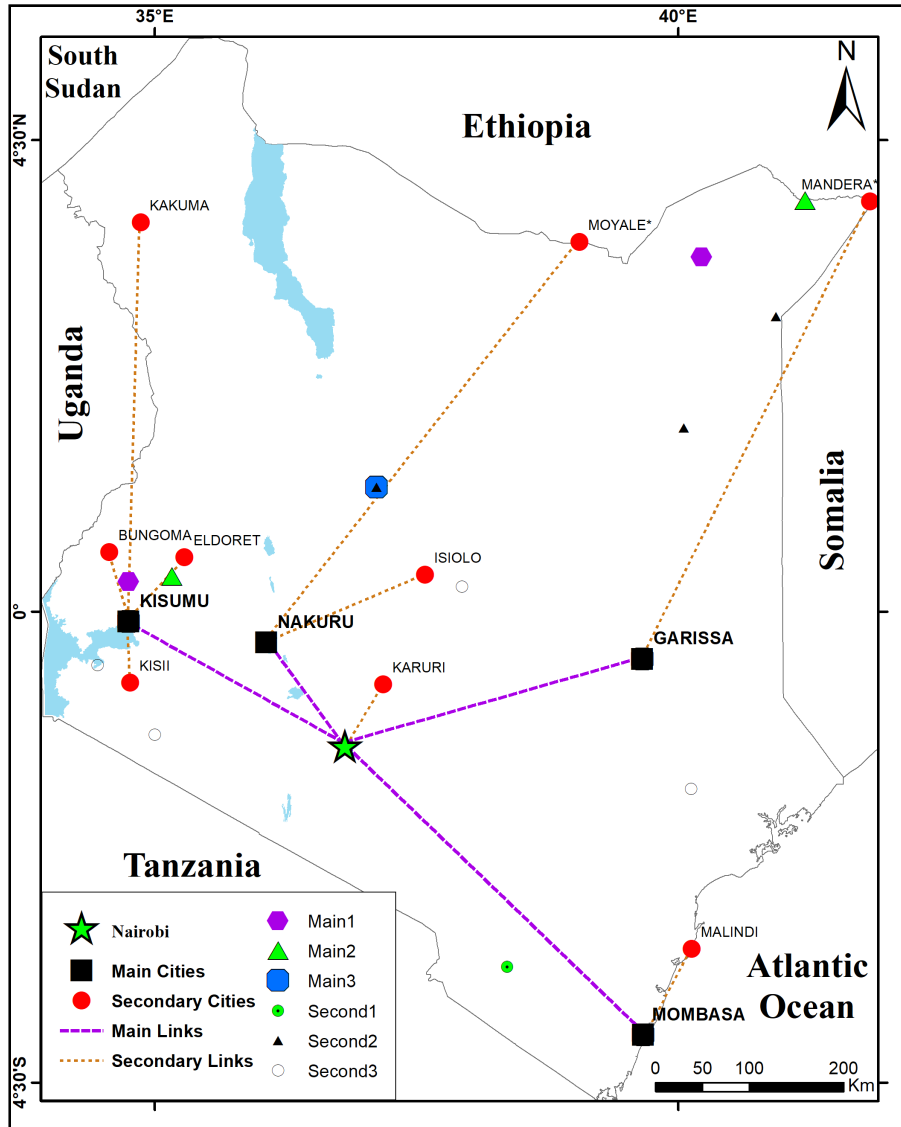 35°E
40°E
South
Sudan
N
Ethiopia
4°30'N
MANDERA*
KAKUMA
MOYALE*
Uganda
Somalia
BUNGOMA
ELDORET
ISIOLO
KISUMU
0°
NAKURU
GARISSA
KISII
KARURI
Tanzania
MALINDI
Atlantic
Ocean
MOMBASA
4°30'S
Nairobi
Main Cities
Secondary Cities
Main Links
Secondary Links
Main1
Main2
Main3
Second1
Second2
Second3
0 50 100 200
Km